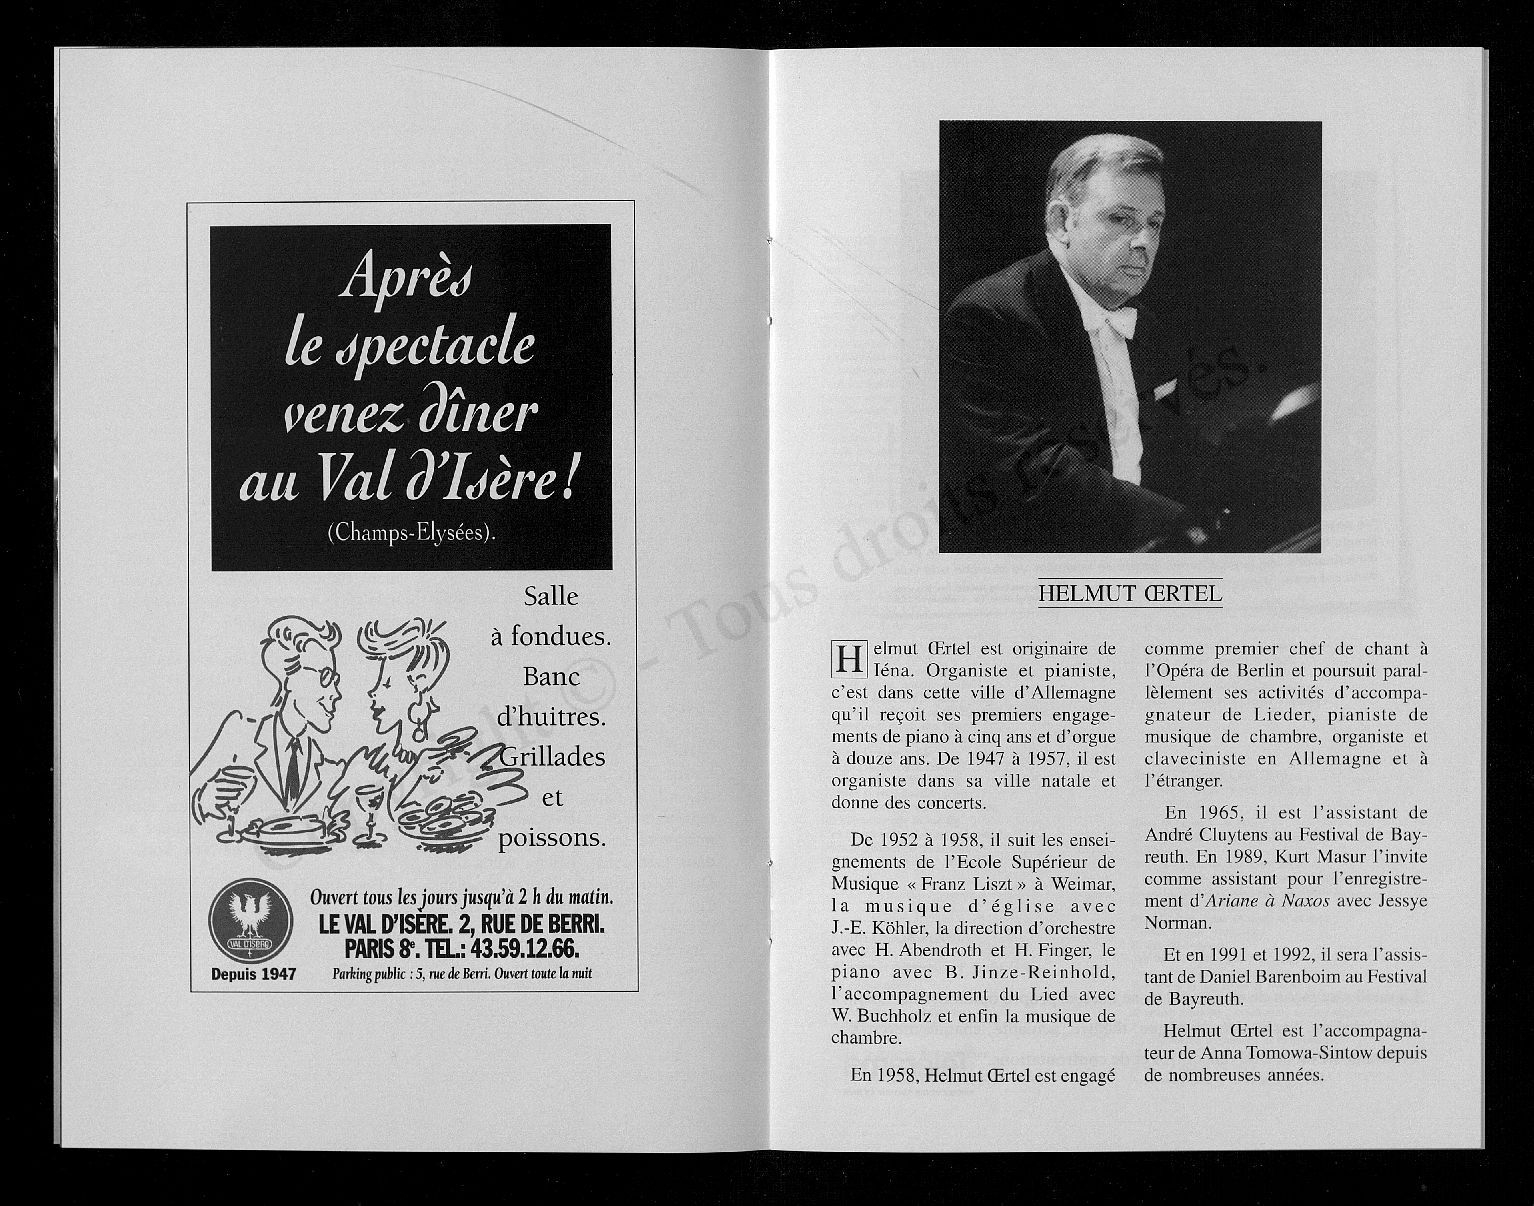 Après
le spectacle
venez dîner
au Val d'Isère!
(Champs-Elysées).
Salle
à fondues.
Banc
d'huitres.
Grillades
et
poissons.
VAL D'ISÈRE
Depuis 1947
Ouvert tous les jours jusqu'à 2 h du matin.
LE VAL D'ISÈRE. 2, RUE DE BERRI.
PARIS 8e. TEL.: 43.59.12.66.
Parking public : 5, rue de Berri. Ouvert toute la nuit
© - Tous droits réservés.
HELMUT ŒRTEL
Helmut Œrtel est originaire de
Iéna. Organiste et pianiste,
c'est dans cette ville d'Allemagne
qu'il reçoit ses premiers engage-
ments de piano à cinq ans et d'orgue
à douze ans. De 1947 à 1957, il est
organiste dans sa ville natale et
donne des concerts.
De 1952 à 1958, il suit les ensei-
gnements de l'Ecole Supérieur de
Musique « Franz Liszt » à Weimar,
la musique d'église avec
J.-E. Köhler, la direction d'orchestre
avec H. Abendroth et H. Finger, le
piano avec B. Jinze-Reinhold,
l'accompagnement du Lied avec
W. Buchholz et enfin la musique de
chambre.
En 1958, Helmut Œrtel est engagé
comme premier chef de chant à
l'Opéra de Berlin et poursuit paral-
lèlement ses activités d'accompa-
gnateur de Lieder, pianiste de
musique de chambre, organiste et
claveciniste en Allemagne et à
l'étranger.
En 1965, il est l'assistant de
André Cluytens au Festival de Bay-
reuth. En 1989, Kurt Masur l'invite
comme assistant pour l'enregistre-
ment d'Ariane à Naxos avec Jessye
Norman.
Et en 1991 et 1992, il sera l'assis-
tant de Daniel Barenboim au Festival
de Bayreuth.
Helmut Œrtel est l'accompagna-
teur de Anna Tomowa-Sintow depuis
de nombreuses années.